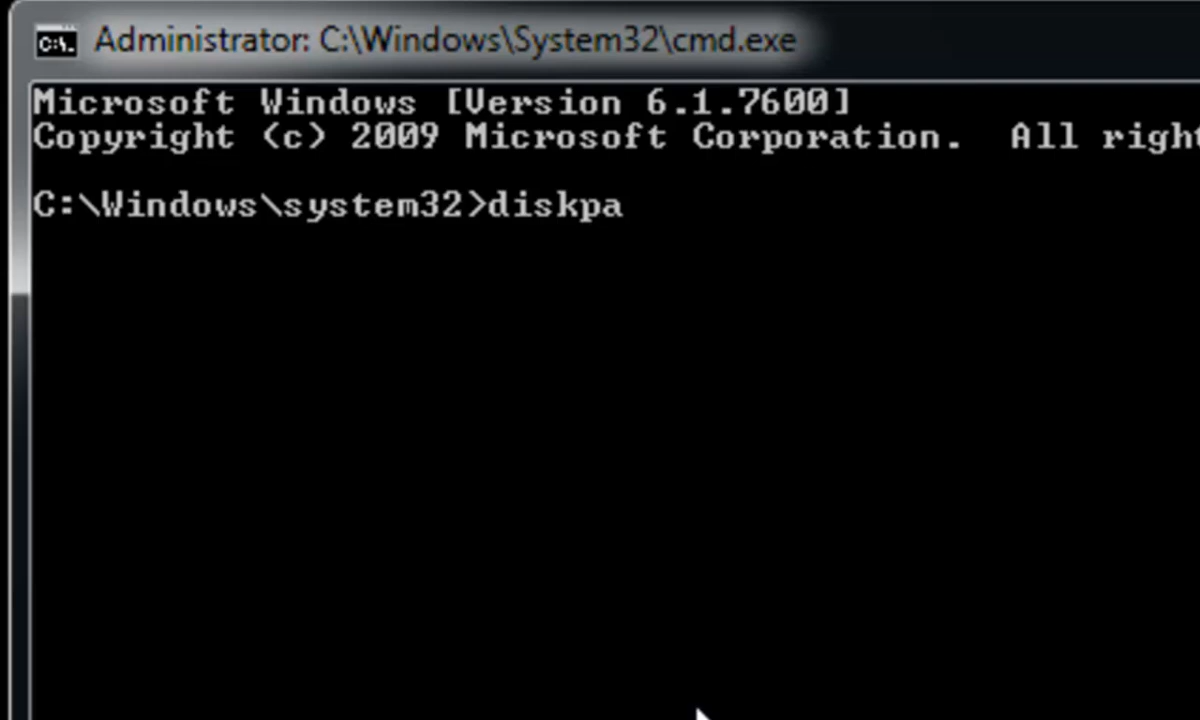 Administrator: C:\Windows\System32\cmd.exe
Microsoft Windows [Version 6.1.7600]
Copyright (c) 2009 Microsoft Corporation. All
C:\Windows\system32>diskpa